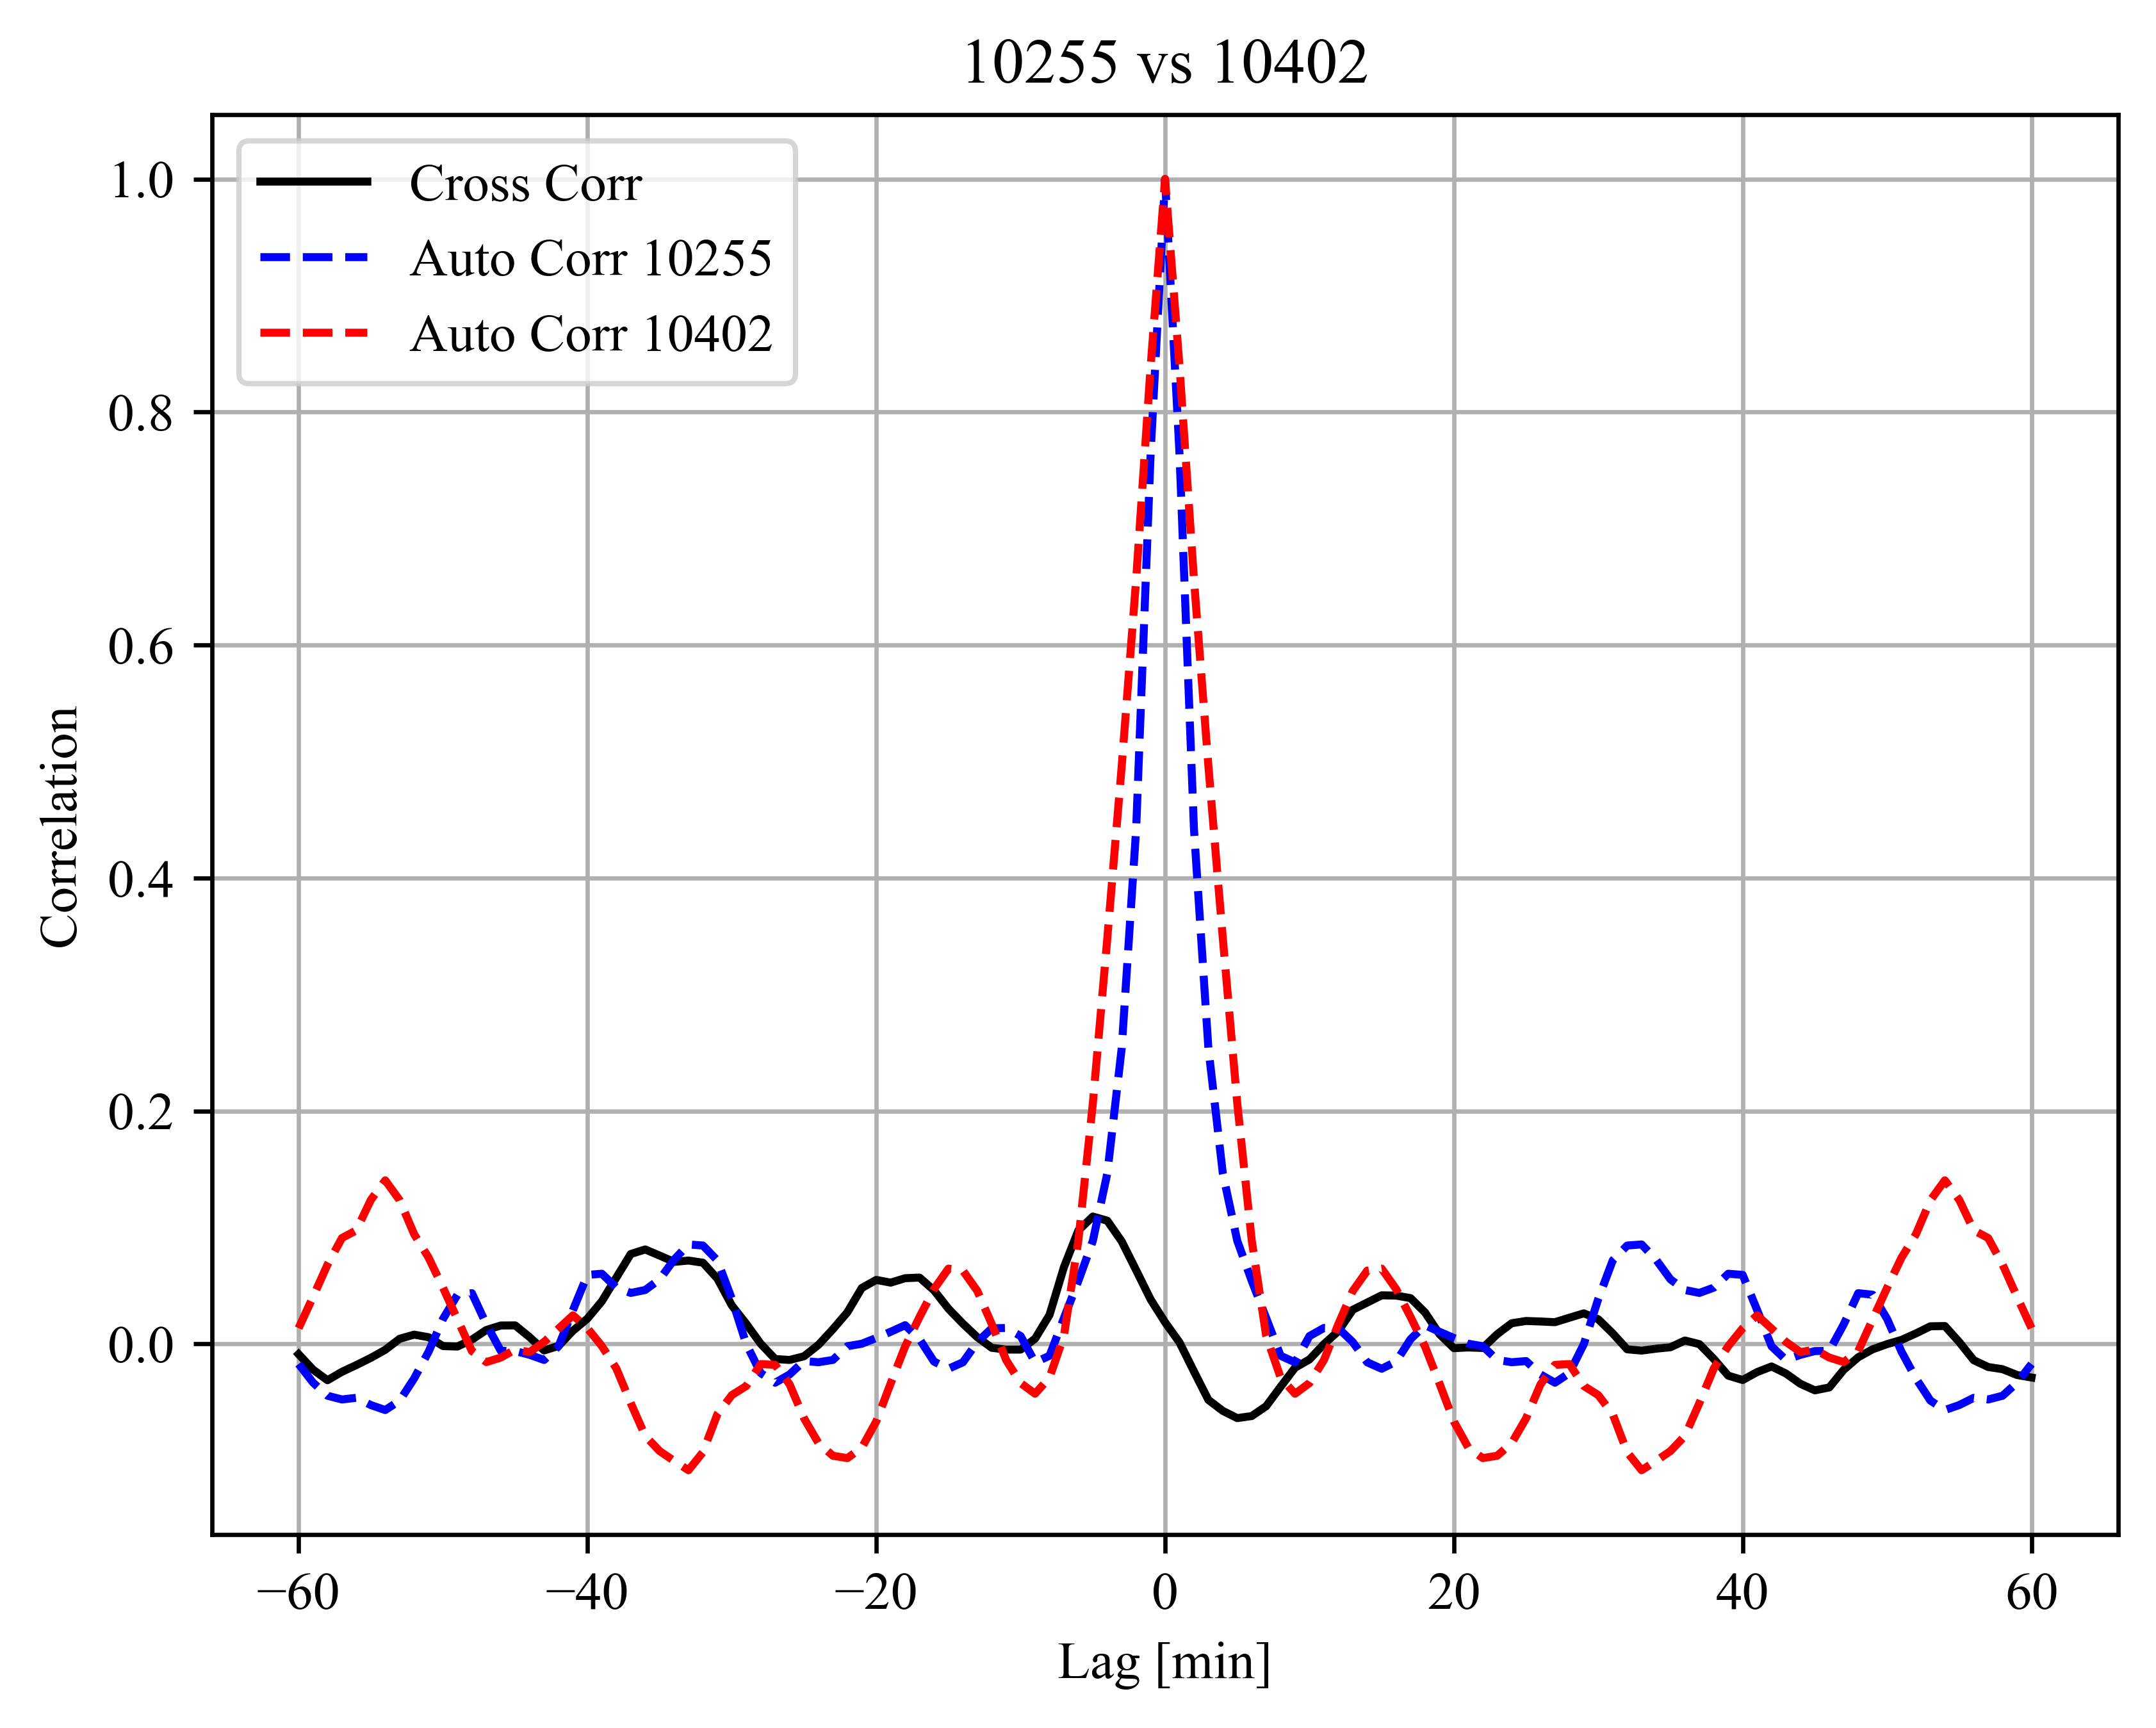 10255 vs 10402
Cross Corr
Auto Corr 10255
Auto Corr 10402
1.0
0.8
0.6
0.4
0.2
0.0
Correlation
−60 −40 −20 0 20 40 60
Lag [min]